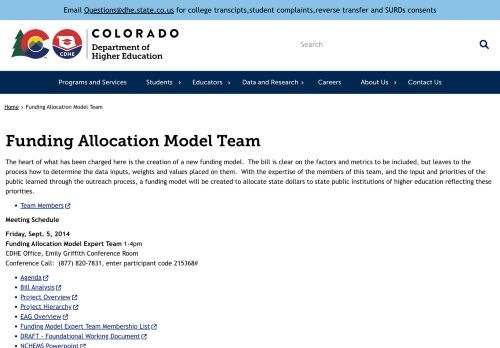 Email Questions@dhe.state.co.us for college transcipts,student complaints,reverse transfer and SURDs consents
CDHE
COLORADO
Department of
Higher Education
Search
Programs and Services Students Educators Data and Research Careers About Us Contact Us
Home > Funding Allocation Model Team
Funding Allocation Model Team
The heart of what has been charged here is the creation of a new funding model. The bill is clear on the factors and metrics to be included, but leaves to the
process how to determine the data inputs, weights and values placed on them. With the expertise of the members of this team, and the input and priorities of the
public learned through the outreach process, a funding model will be created to allocate state dollars to state public institutions of higher education reflecting these
priorities.
Team Members
Meeting Schedule
Friday, Sept. 5, 2014
Funding Allocation Model Expert Team 1-4pm
CDHE Office, Emily Griffith Conference Room
Conference Call: (877) 820-7831, enter participant code 215368#
Agenda
Bill Analysis
Project Overview
Project Hierarchy
EAG Overview
Funding Model Expert Team Membership List
DRAFT - Foundational Working Document
NCHEMS Powerpoint